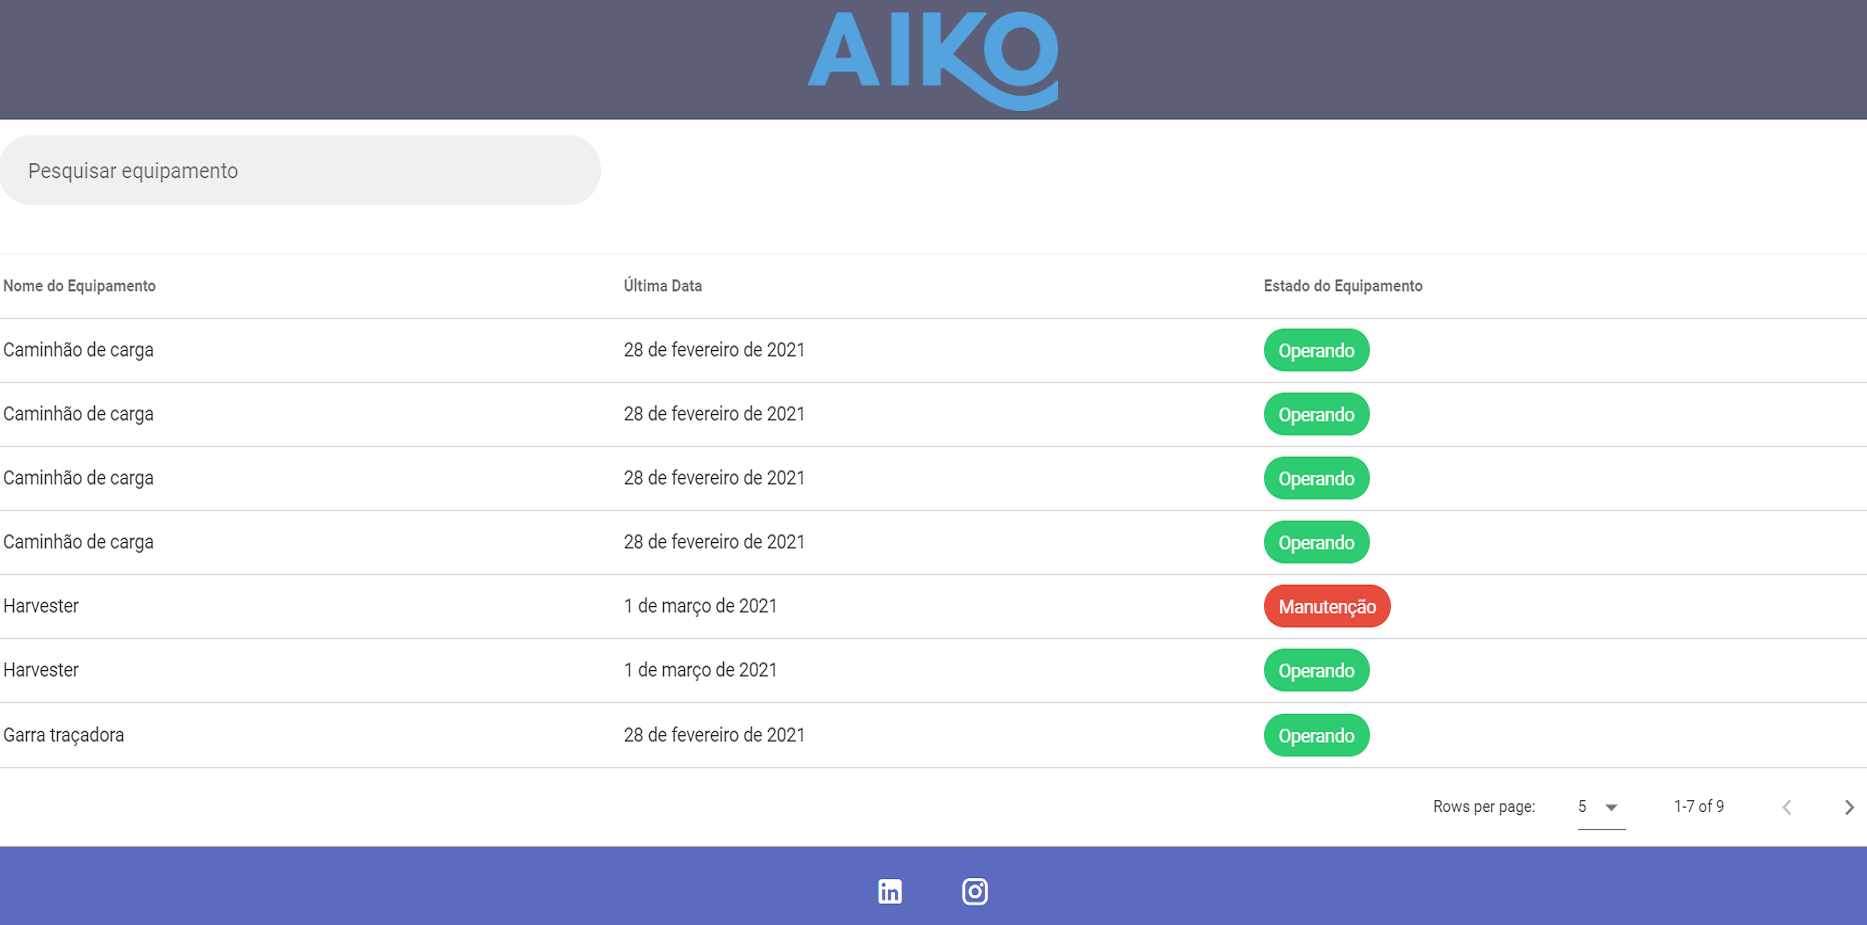 AIKO
Pesquisar equipamento
Nome do Equipamento Última Data Estado do Equipamento
Caminhão de carga 28 de fevereiro de 2021 Operando
Caminhão de carga 28 de fevereiro de 2021 Operando
Caminhão de carga 28 de fevereiro de 2021 Operando
Caminhão de carga 28 de fevereiro de 2021 Operando
Harvester 1 de março de 2021 Manutenção
Harvester 1 de março de 2021 Operando
Garra traçadora 28 de fevereiro de 2021 Operando
Rows per page: 5 1-7 of 9
in